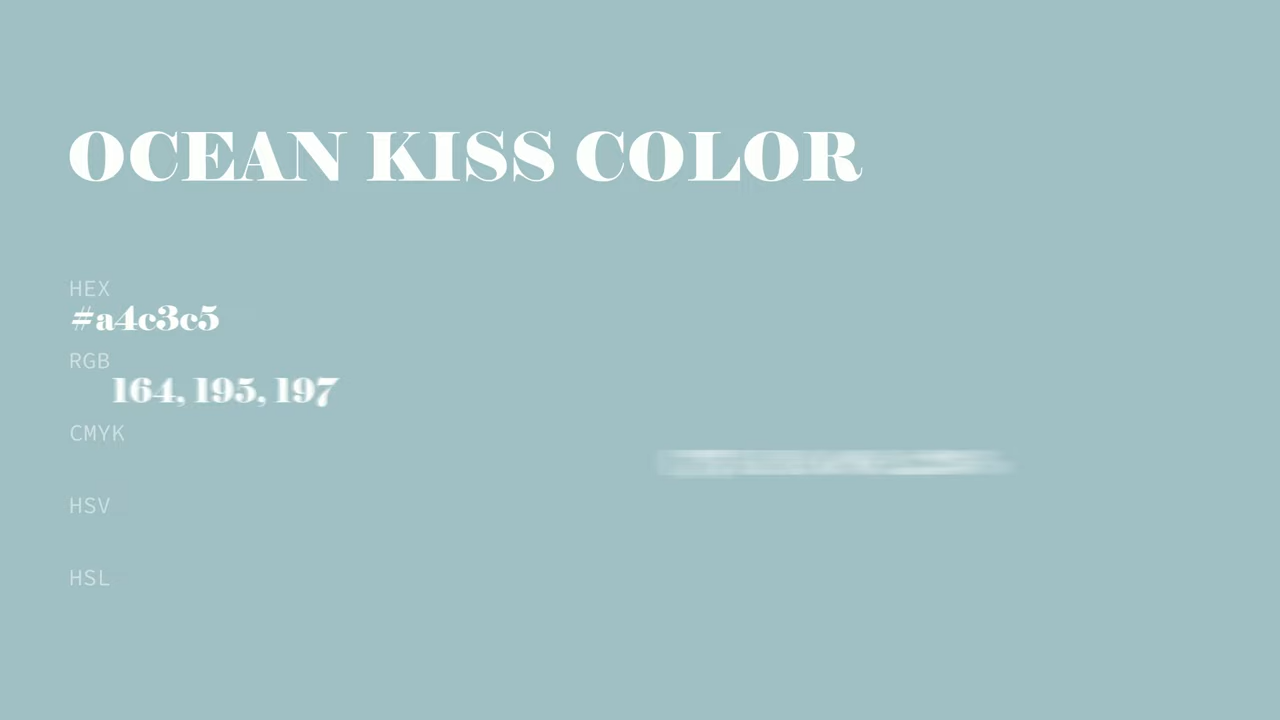 OCEAN KISS COLOR
HEX
#a4c3c5
RGB
164, 195, 197
CMYK
HSV
HSL